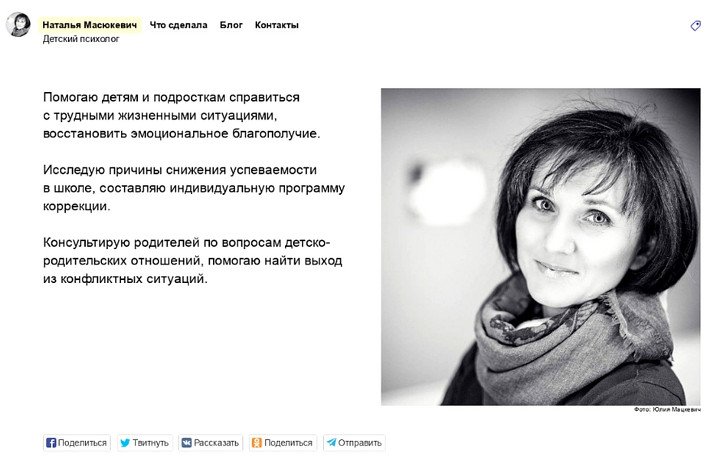 Наталья Масюкевич Что сделала Блог Контакты
Детский психолог
Помогаю детям и подросткам справиться
с трудными жизненными ситуациями,
восстановить эмоциональное благополучие.
Исследую причины снижения успеваемости
в школе, составляю индивидуальную программу
коррекции.
Консультирую родителей по вопросам детско-
родительских отношений, помогаю найти выход
из конфликтных ситуаций.
Фото: Юлия Мацкевич
Поделиться Твитнуть Рассказать Поделиться Отправить